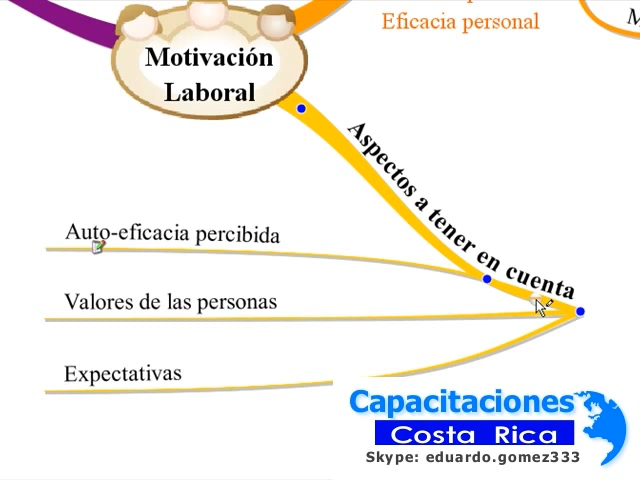 Eficacia personal
M
Motivación
Laboral
Aspectos a tener en cuenta
Auto-eficacia percibida
Valores de las personas
Expectativas
Capacitaciones
Costa Rica
Skype: eduardo.gomez333